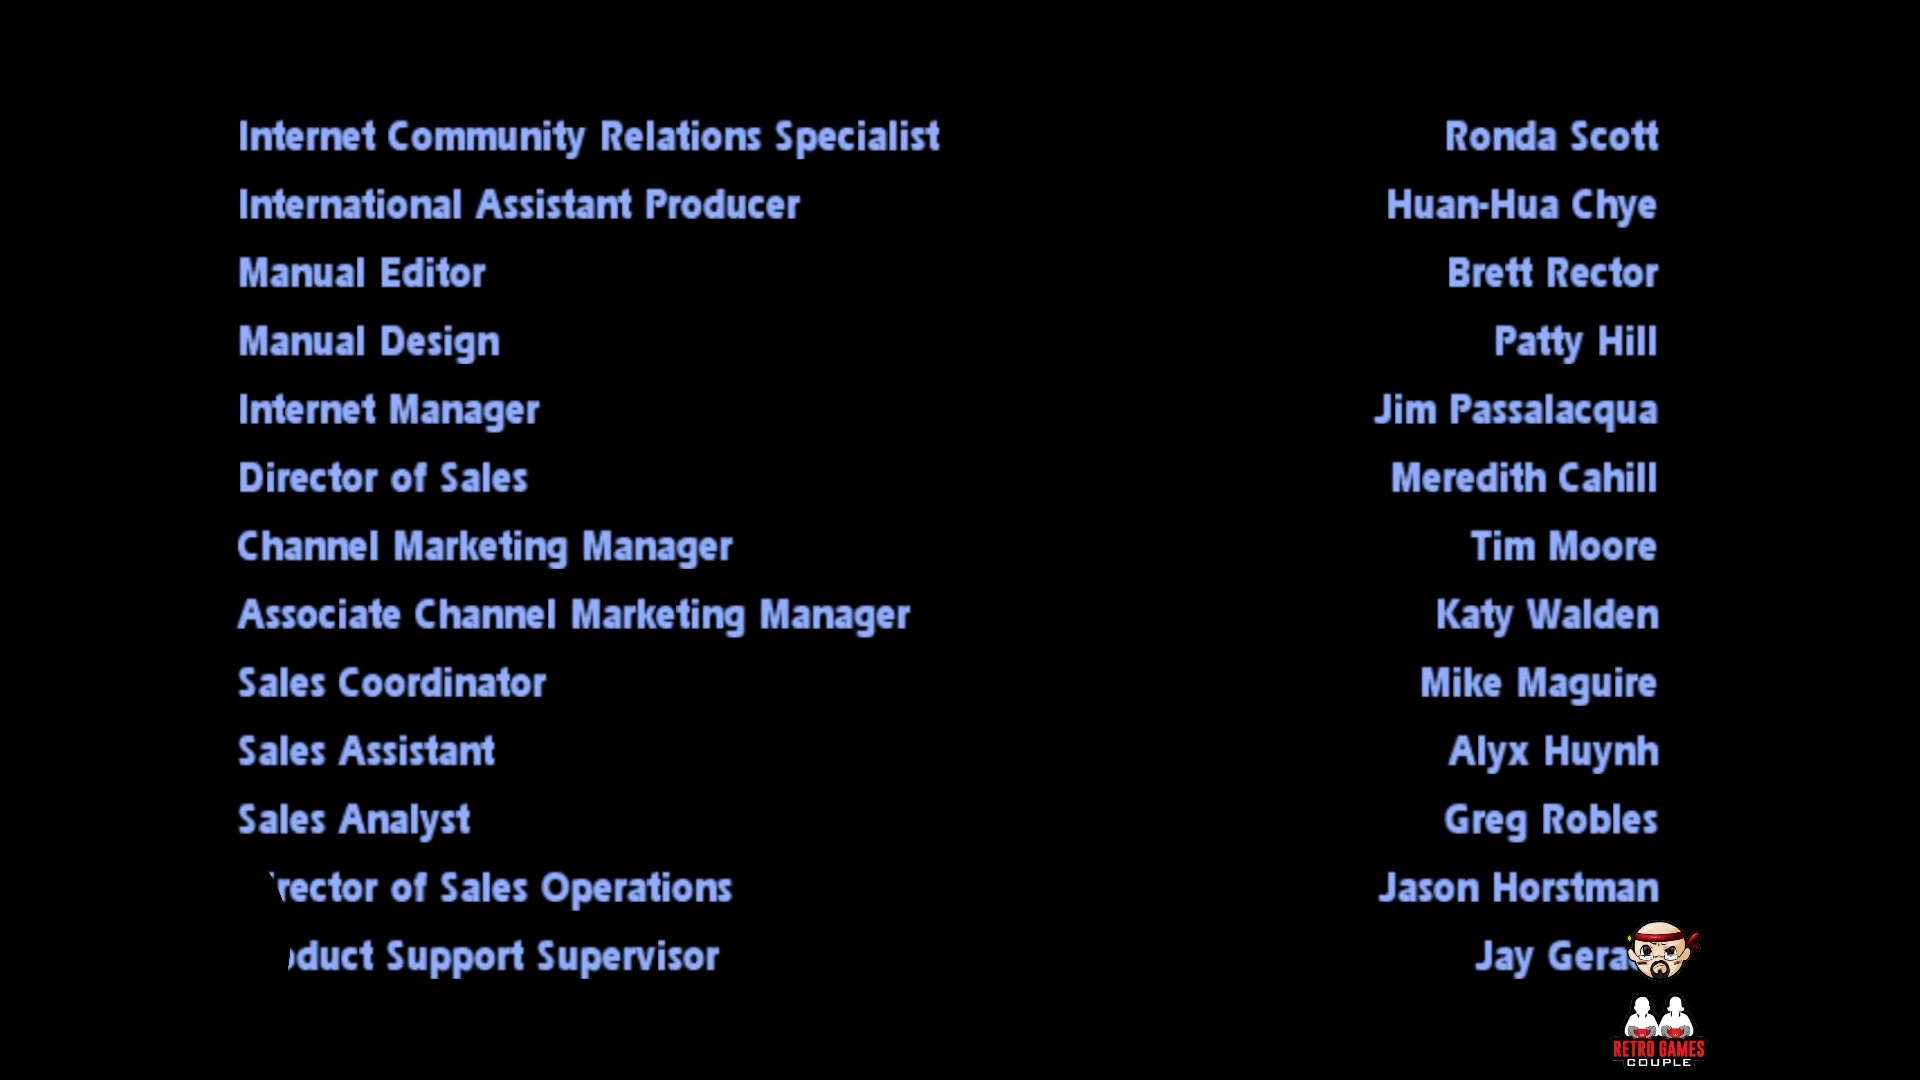 Internet Community Relations Specialist Ronda Scott
International Assistant Producer Huan-Hua Chye
Manual Editor Brett Rector
Manual Design Patty Hill
Internet Manager Jim Passalacqua
Director of Sales Meredith Cahill
Channel Marketing Manager Tim Moore
Associate Channel Marketing Manager Katy Walden
Sales Coordinator Mike Maguire
Sales Assistant Alyx Huynh
Sales Analyst Greg Robles
of Sales Operations Jason Horstman
Support Supervisor Jay
RETRO GAMES
COUPLE